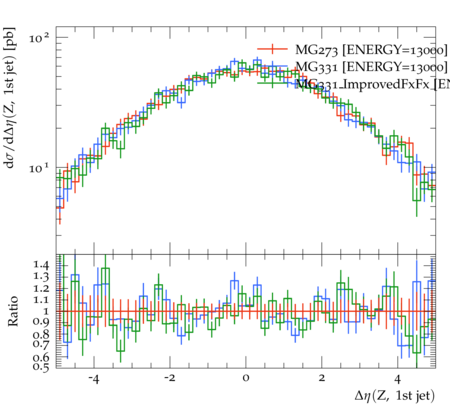 dσ/dΔη(Z, 1st jet) [pb]
10²
10¹
MG273 [ENERGY=13000]
MG331 [ENERGY=13000]
MG331_ImprovedFxFx [EN
Ratio
1.4
1.3
1.2
1.1
1
0.9
0.8
0.7
0.6
0.5
-4 -2 0 2 4
Δη(Z, 1st jet)